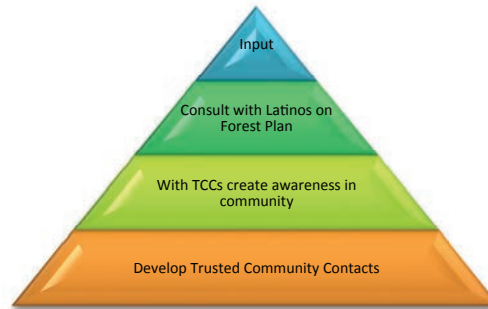 Input
Consult with Latinos on
Forest Plan
With TCCs create awareness in
community
Develop Trusted Community Contacts